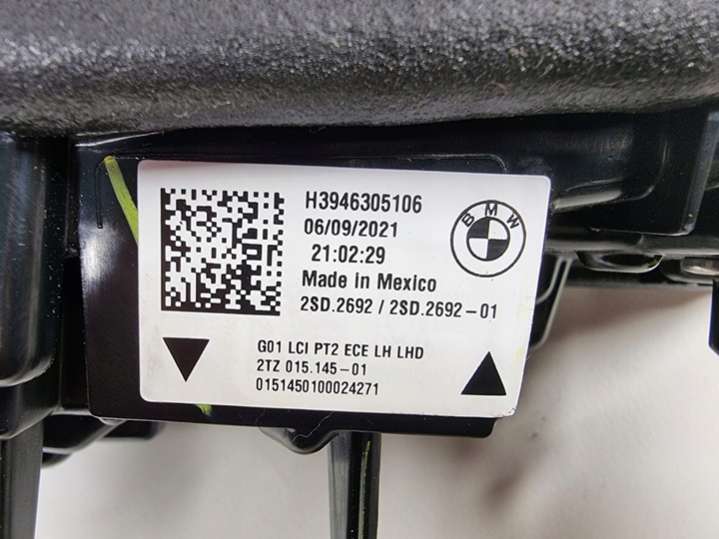 H3946305106
06/09/2021
21:02:29
Made in Mexico
2SD.2692 / 2SD.2692-01
BMW
G01 LCI PT2 ECE LH LHD
2TZ 015.145-01
0151450100024271